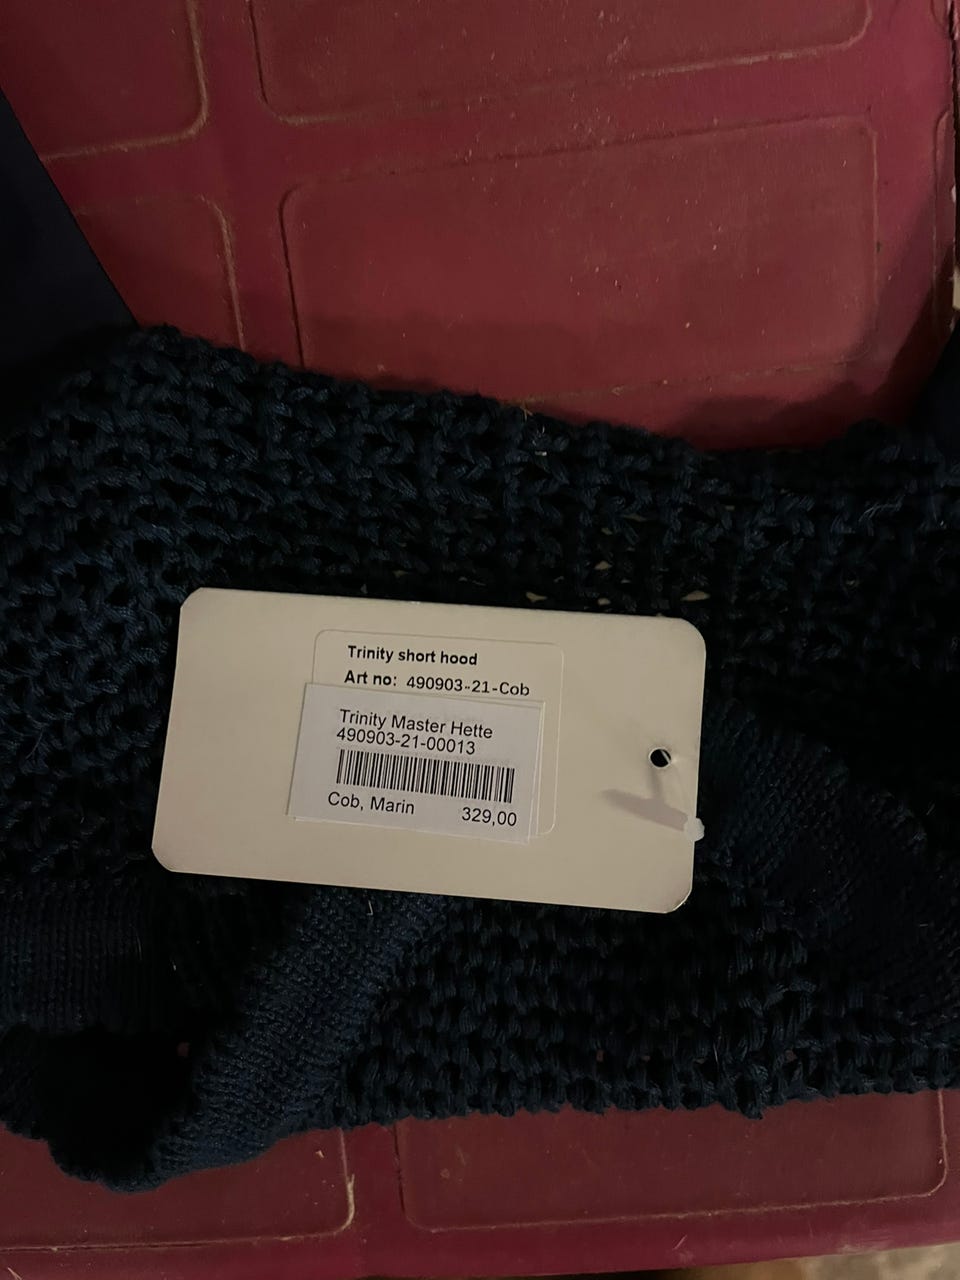 Trinity short hood
Art no: 490903-21-Cob
Trinity Master Hette
490903-21-00013
Cob, Marin 329,00